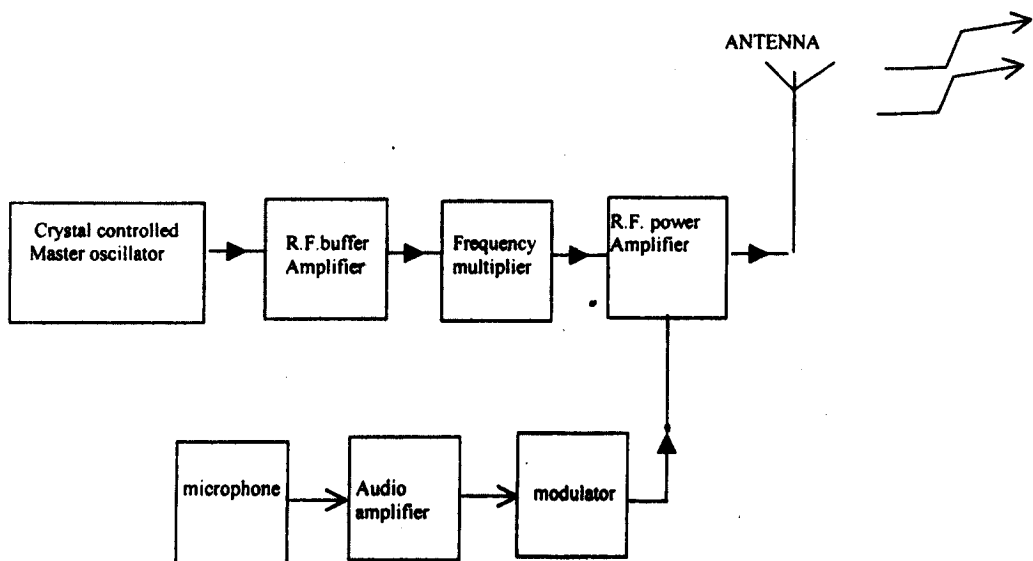 ANTENNA
Crystal controlled
Master oscillator
R.F.buffer
Amplifier
Frequency
multiplier
R.F. power
Amplifier
microphone
Audio
amplifier
modulator